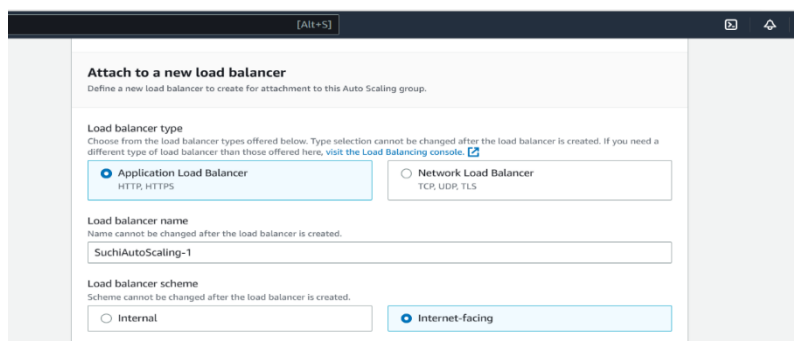 [Alt+S]
Attach to a new load balancer
Define a new load balancer to create for attachment to this Auto Scaling group.
Load balancer type
Choose from the load balancer types offered below. Type selection cannot be changed after the load balancer is created. If you need a
different type of load balancer than those offered here, visit the Load Balancing console.
Application Load Balancer
HTTP, HTTPS
Network Load Balancer
TCP, UDP, TLS
Load balancer name
Name cannot be changed after the load balancer is created.
SuchiAutoScaling-1
Load balancer scheme
Scheme cannot be changed after the load balancer is created.
Internal
Internet-facing